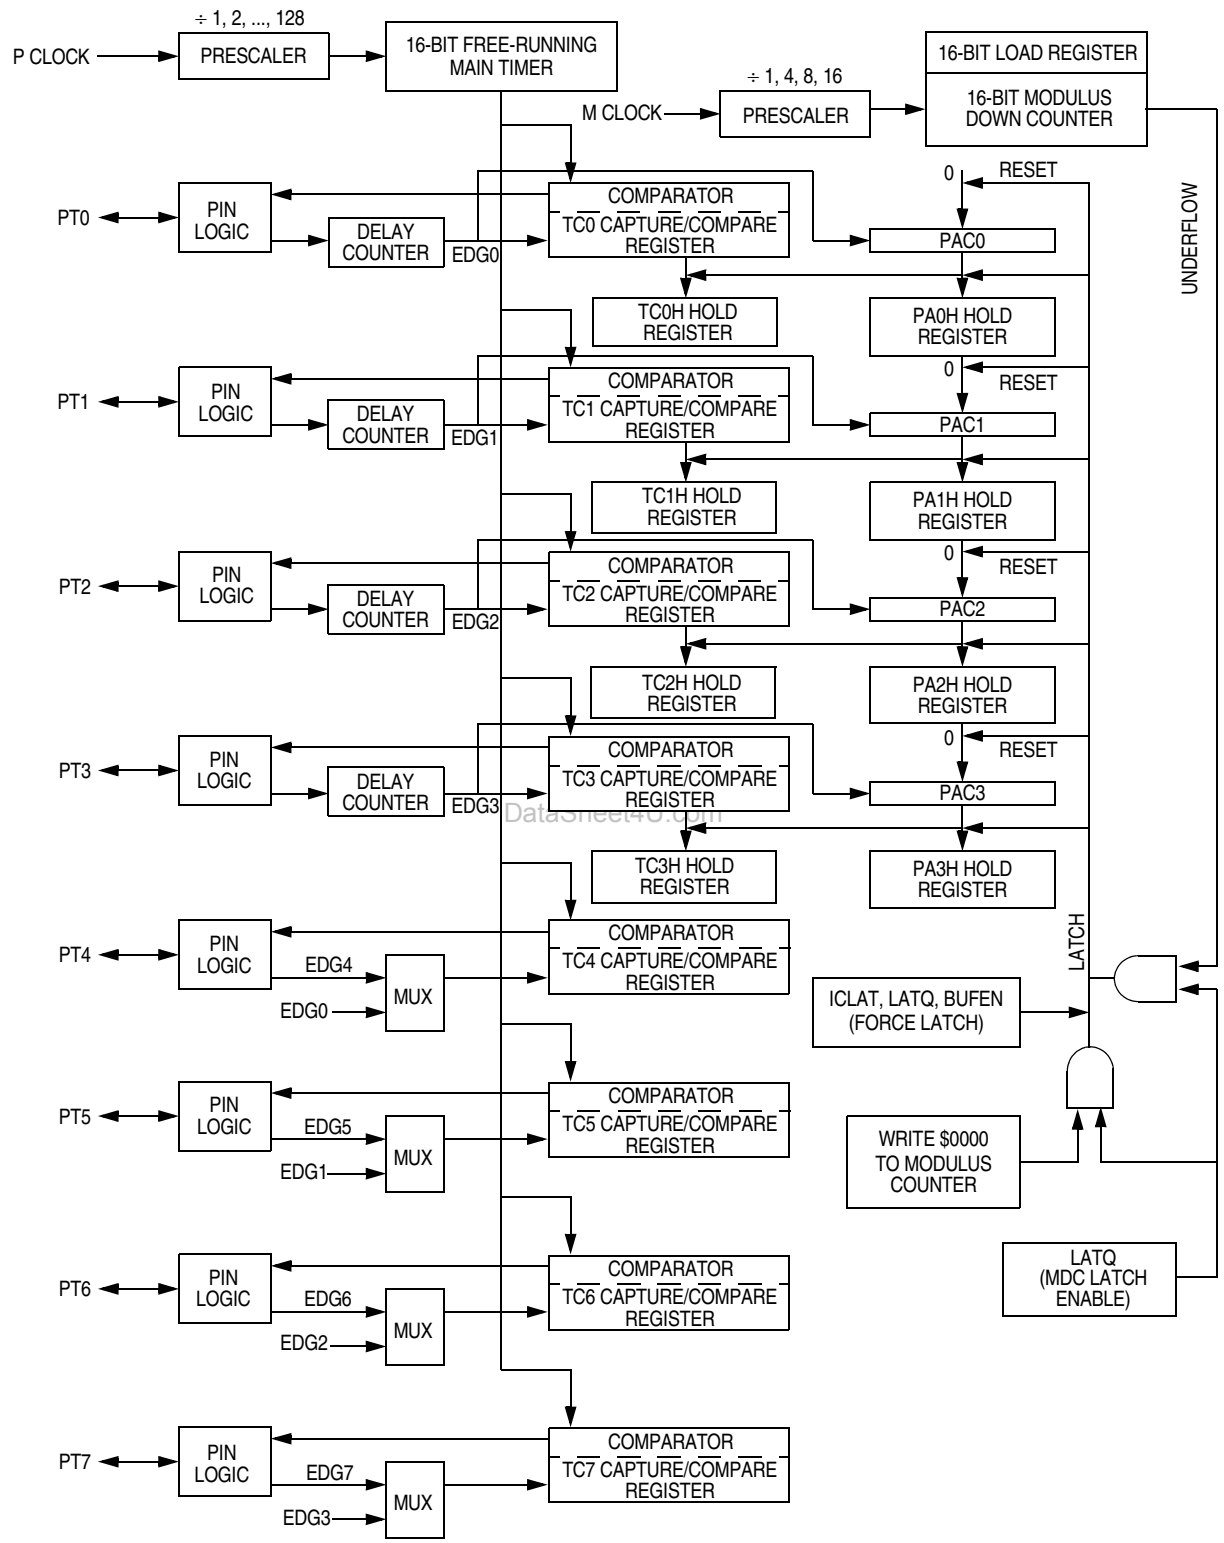 ÷ 1, 2, ..., 128
P CLOCK
PRESCALER
16-BIT FREE-RUNNING
MAIN TIMER
÷ 1, 4, 8, 16
M CLOCK
PRESCALER
16-BIT LOAD REGISTER
16-BIT MODULUS
DOWN COUNTER
UNDERFLOW
PT0
PIN
LOGIC
DELAY
COUNTER
EDG0
COMPARATOR
TC0 CAPTURE/COMPARE
REGISTER
0
RESET
PAC0
TC0H HOLD
REGISTER
PA0H HOLD
REGISTER
PT1
PIN
LOGIC
DELAY
COUNTER
EDG1
COMPARATOR
TC1 CAPTURE/COMPARE
REGISTER
0
RESET
PAC1
TC1H HOLD
REGISTER
PA1H HOLD
REGISTER
PT2
PIN
LOGIC
DELAY
COUNTER
EDG2
COMPARATOR
TC2 CAPTURE/COMPARE
REGISTER
0
RESET
PAC2
TC2H HOLD
REGISTER
PA2H HOLD
REGISTER
PT3
PIN
LOGIC
DELAY
COUNTER
EDG3
COMPARATOR
TC3 CAPTURE/COMPARE
REGISTER
0
RESET
PAC3
DataSheet4U.com
TC3H HOLD
REGISTER
PA3H HOLD
REGISTER
LATCH
PT4
PIN
LOGIC
EDG4
EDG0
MUX
COMPARATOR
TC4 CAPTURE/COMPARE
REGISTER
ICLAT, LATQ, BUFEN
(FORCE LATCH)
PT5
PIN
LOGIC
EDG5
EDG1
MUX
COMPARATOR
TC5 CAPTURE/COMPARE
REGISTER
WRITE $0000
TO MODULUS
COUNTER
PT6
PIN
LOGIC
EDG6
EDG2
MUX
COMPARATOR
TC6 CAPTURE/COMPARE
REGISTER
LATQ
(MDC LATCH
ENABLE)
PT7
PIN
LOGIC
EDG7
EDG3
MUX
COMPARATOR
TC7 CAPTURE/COMPARE
REGISTER